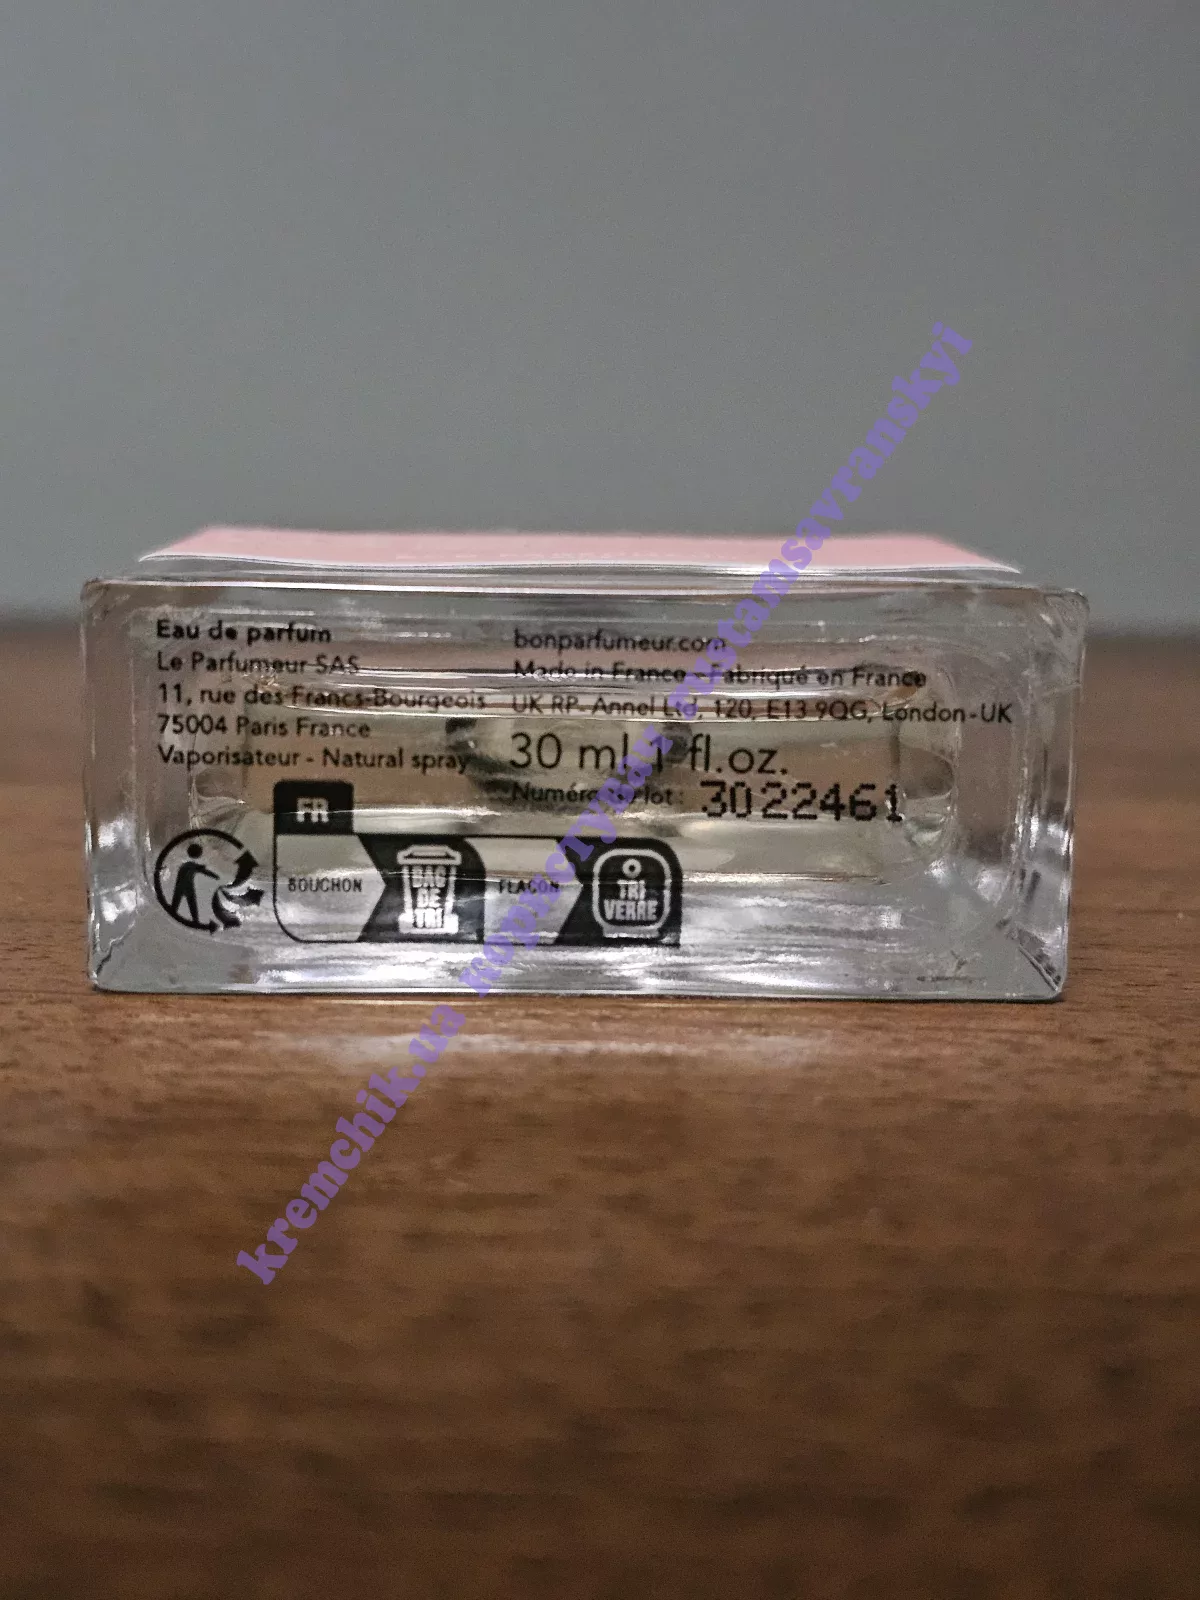 Eau de parfum
Le Parfumeur SAS
11, rue des Francs-Bourgeois
75004 Paris France
Vaporisateur - Natural spray
bonparfumeur.com
Made in France - Fabriqué en France
UK RP. Annel Ltd, 120, E13 9QG, London-UK
30 ml 1 fl.oz.
Numéro lot : 3022461
FR
BOUCHON
BAC
DE
TRI
FLACON
TRI
VERRE
kremchik.ua користувач rustamsavranskyi